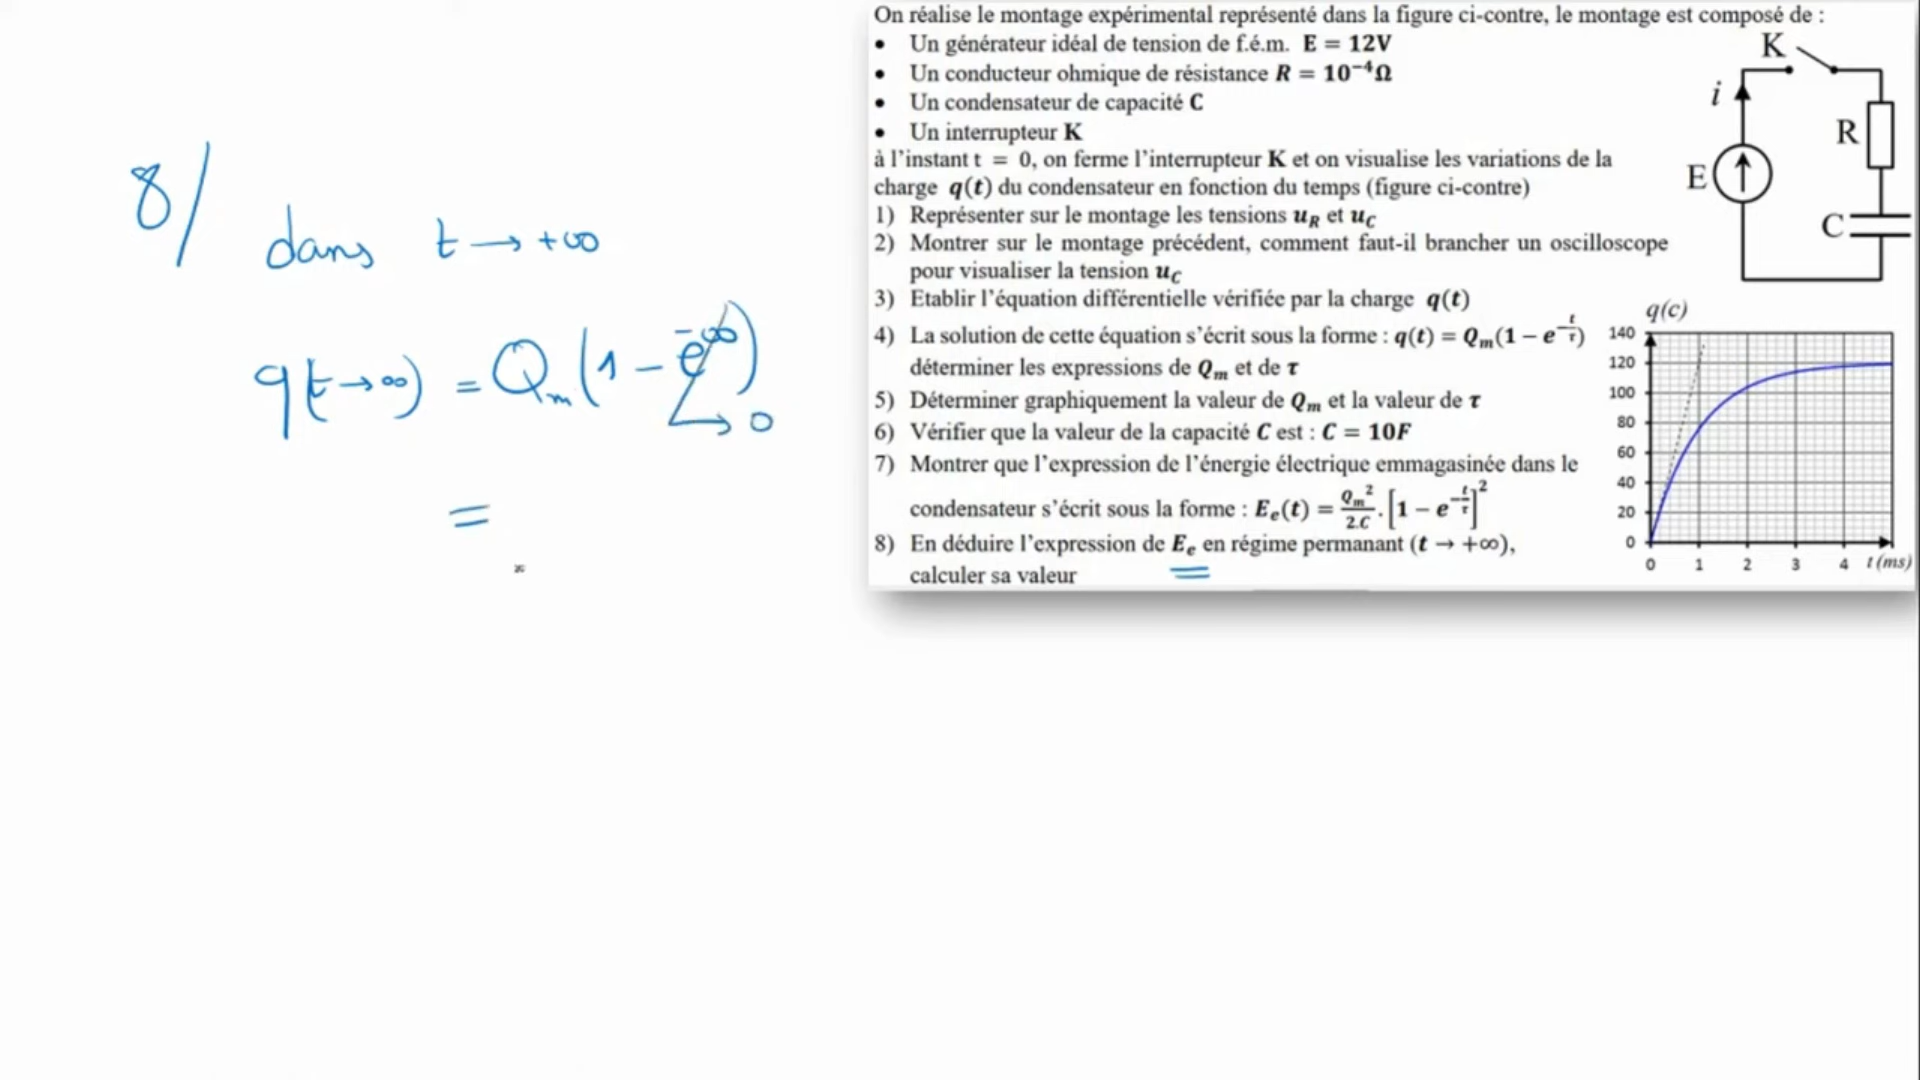 8/
dans t → +∞
q(t→∞) = Qm(1 - e^-∞)
→ 0
=
On réalise le montage expérimental représenté dans la figure ci-contre, le montage est composé de :
• Un générateur idéal de tension de f.é.m. E = 12V
• Un conducteur ohmique de résistance R = 10⁻⁴Ω
• Un condensateur de capacité C
• Un interrupteur K
à l'instant t = 0, on ferme l'interrupteur K et on visualise les variations de la
charge q(t) du condensateur en fonction du temps (figure ci-contre)
1) Représenter sur le montage les tensions u_R et u_C
2) Montrer sur le montage précédent, comment faut-il brancher un oscilloscope
pour visualiser la tension u_C
3) Etablir l'équation différentielle vérifiée par la charge q(t)
4) La solution de cette équation s'écrit sous la forme : q(t) = Q_m(1 − e^(−t/τ))
déterminer les expressions de Q_m et de τ
5) Déterminer graphiquement la valeur de Q_m et la valeur de τ
6) Vérifier que la valeur de la capacité C est : C = 10F
7) Montrer que l'expression de l'énergie électrique emmagasinée dans le
condensateur s'écrit sous la forme : E_e(t) = Q_m²/2.C . [1 − e^(−t/τ)]²
8) En déduire l'expression de E_e en régime permanant (t → +∞),
calculer sa valeur
K
i
R
E
C
q(c)
140
120
100
80
60
40
20
0
0 1 2 3 4 t(ms)